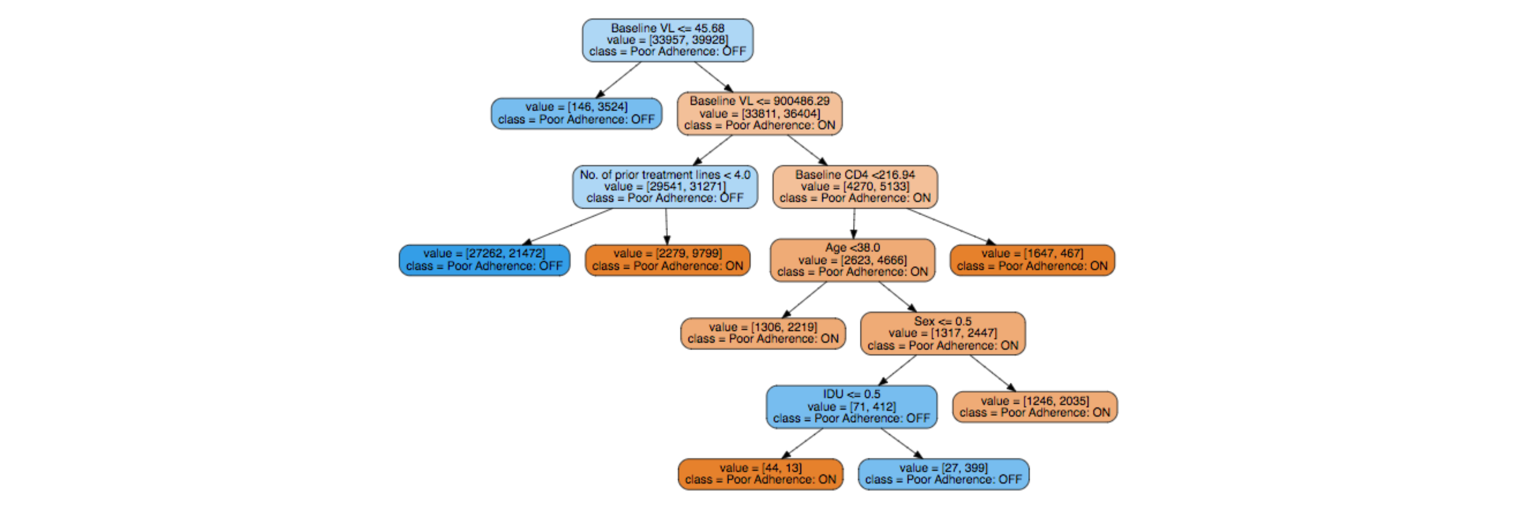 Baseline VL <= 45.68
value = [33957, 39928]
class = Poor Adherence: OFF
value = [146, 3524]
class = Poor Adherence: OFF
Baseline VL <= 900486.29
value = [33811, 36404]
class = Poor Adherence: ON
No. of prior treatment lines < 4.0
value = [29541, 31271]
class = Poor Adherence: OFF
Baseline CD4 <216.94
value = [4270, 5133]
class = Poor Adherence: ON
value = [27262, 21472]
class = Poor Adherence: OFF
value = [2279, 9799]
class = Poor Adherence: ON
Age <38.0
value = [2623, 4666]
class = Poor Adherence: ON
value = [1647, 467]
class = Poor Adherence: ON
value = [1306, 2219]
class = Poor Adherence: ON
Sex <= 0.5
value = [1317, 2447]
class = Poor Adherence: ON
IDU <= 0.5
value = [71, 412]
class = Poor Adherence: OFF
value = [1246, 2035]
class = Poor Adherence: ON
value = [44, 13]
class = Poor Adherence: ON
value = [27, 399]
class = Poor Adherence: OFF